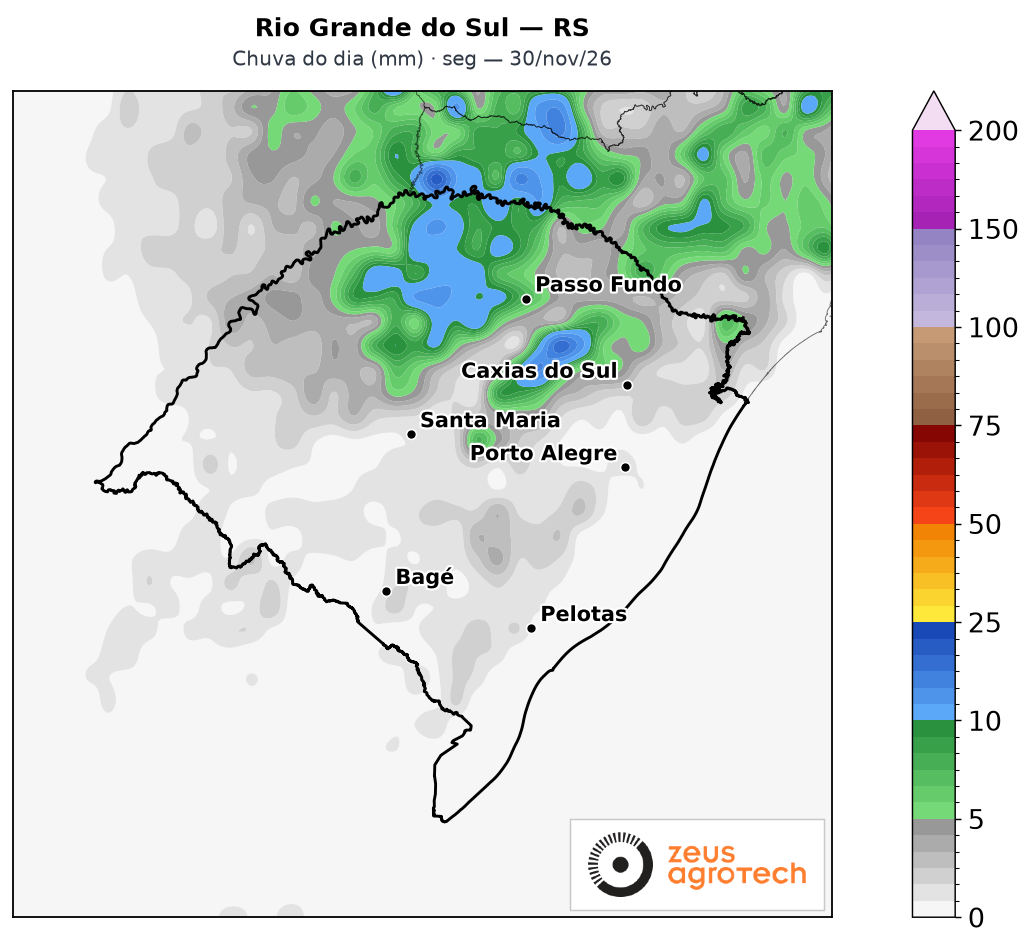 Rio Grande do Sul — RS
Chuva do dia (mm) · seg — 30/nov/26
200
150
100
75
50
25
10
5
0
Passo Fundo
Caxias do Sul
Santa Maria
Porto Alegre
Bagé
Pelotas
zeus
agrotech